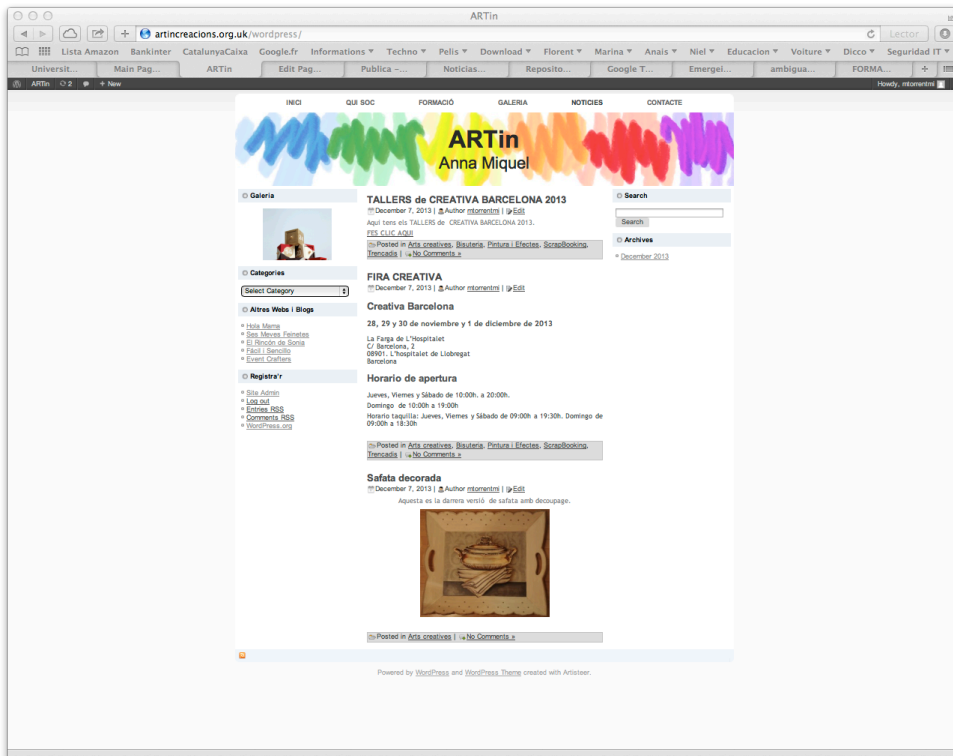 ARTin
artincreacions.org.uk/wordpress/
Lector
Lista Amazon Bankinter CatalunyaCaixa Google.fr Informations Techno Pelis Download Florent Marina Anais Niel Educacion Voiture Dicco Seguridad IT
Universit... Main Pag... ARTin Edit Pag... Publica -... Noticias... Reposito... Google T... Emergei... ambigua... FORMA...
ARTin 2 + New Howdy, mtorrentmi
INICI QUI SOC FORMACIÓ GALERIA NOTICIES CONTACTE
ARTin
Anna Miquel
Galeria
Categories
Select Category
Altres Webs i Blogs
Hola Mama
Ses Meves Feinetes
El Rincón de Sonia
Fácil i Sencillo
Event Crafters
Registra'r
Site Admin
Log out
Entries RSS
Comments RSS
WordPress.org
TALLERS de CREATIVA BARCELONA 2013
December 7, 2013 | Author mtorrentmi | Edit
Aqui tens els TALLERS de CREATIVA BARCELONA 2013.
FES CLIC AQUI
Posted in Arts creatives, Bisuteria, Pintura i Efectes, ScrapBooking,
Trencadis | No Comments »
FIRA CREATIVA
December 7, 2013 | Author mtorrentmi | Edit
Creativa Barcelona
28, 29 y 30 de noviembre y 1 de diciembre de 2013
La Farga de L'Hospitalet
C/ Barcelona, 2
08901. L'hospitalet de Llobregat
Barcelona
Horario de apertura
Jueves, Viernes y Sábado de 10:00h. a 20:00h.
Domingo de 10:00h a 19:00h
Horario taquilla: Jueves, Viernes y Sábado de 09:00h a 19:30h. Domingo de
09:00h a 18:30h
Posted in Arts creatives, Bisuteria, Pintura i Efectes, ScrapBooking,
Trencadis | No Comments »
Safata decorada
December 7, 2013 | Author mtorrentmi | Edit
Aquesta es la darrera versió de safata amb decoupage.
Posted in Arts creatives | No Comments »
Search
Search
Archives
December 2013
Powered by WordPress and WordPress Theme created with Artisteer.